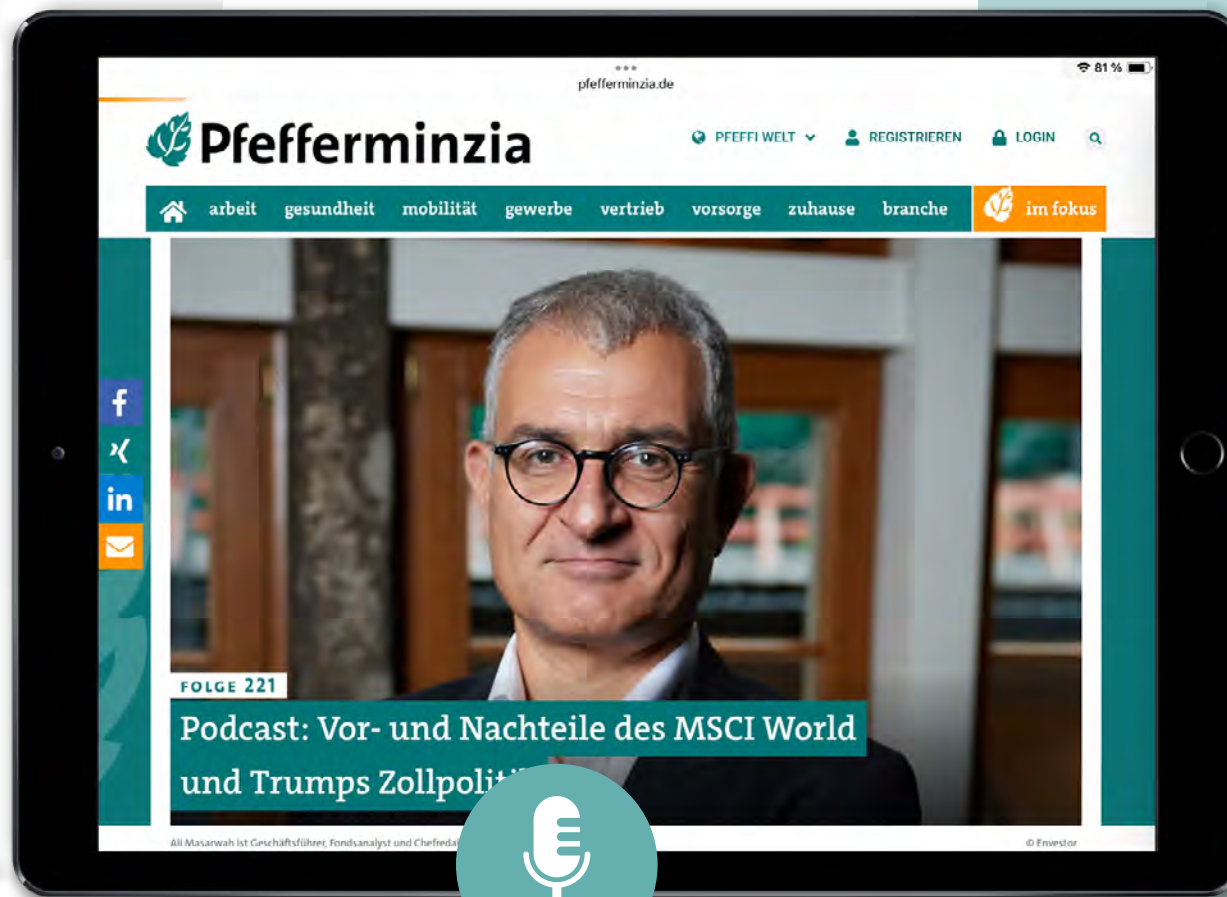 pfefferminzia.de
81 %
Pfefferminzia
PFEFFI WELT
REGISTRIEREN
LOGIN
arbeit gesundheit mobilität gewerbe vertrieb vorsorge zuhause branche im fokus
f
in
FOLGE 221
Podcast: Vor- und Nachteile des MSCI World
und Trumps
Ali Masarwah ist Geschäftsführer, Fondsanalyst und
© Envestor